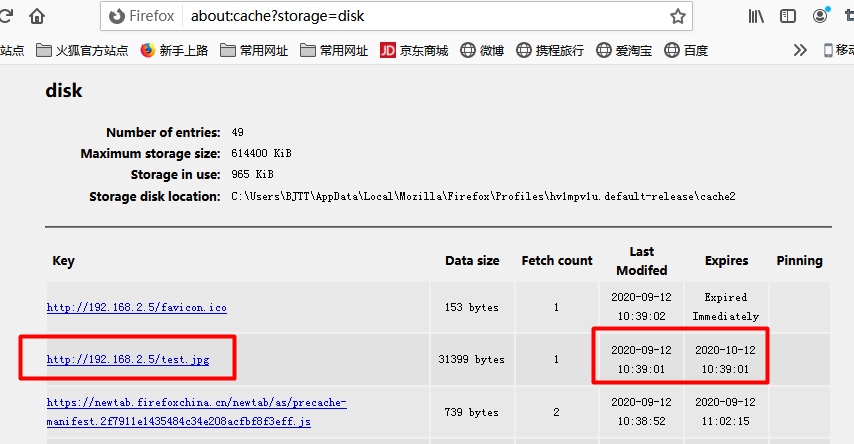 Firefox about:cache?storage=disk
站点 火狐官方站点 新手上路 常用网址 常用网址 JD 京东商城 微博 携程旅行 爱淘宝 百度 移动
disk
Number of entries: 49
Maximum storage size: 614400 KiB
Storage in use: 965 KiB
Storage disk location: C:\Users\BJTT\AppData\Local\Mozilla\Firefox\Profiles\hv1mpv1u.default-release\cache2
Key Data size Fetch count Last Modifed Expires Pinning
http://192.168.2.5/favicon.ico 153 bytes 1 2020-09-12 10:39:02 Expired Immediately
http://192.168.2.5/test.jpg 31399 bytes 1 2020-09-12 10:39:01 2020-10-12 10:39:01
https://newtab.firefoxchina.cn/newtab/as/precache-
manifest.2f7911e1435484c34e208acfbf8f3eff.js 739 bytes 2 2020-09-12 10:38:52 2020-09-12 11:02:15